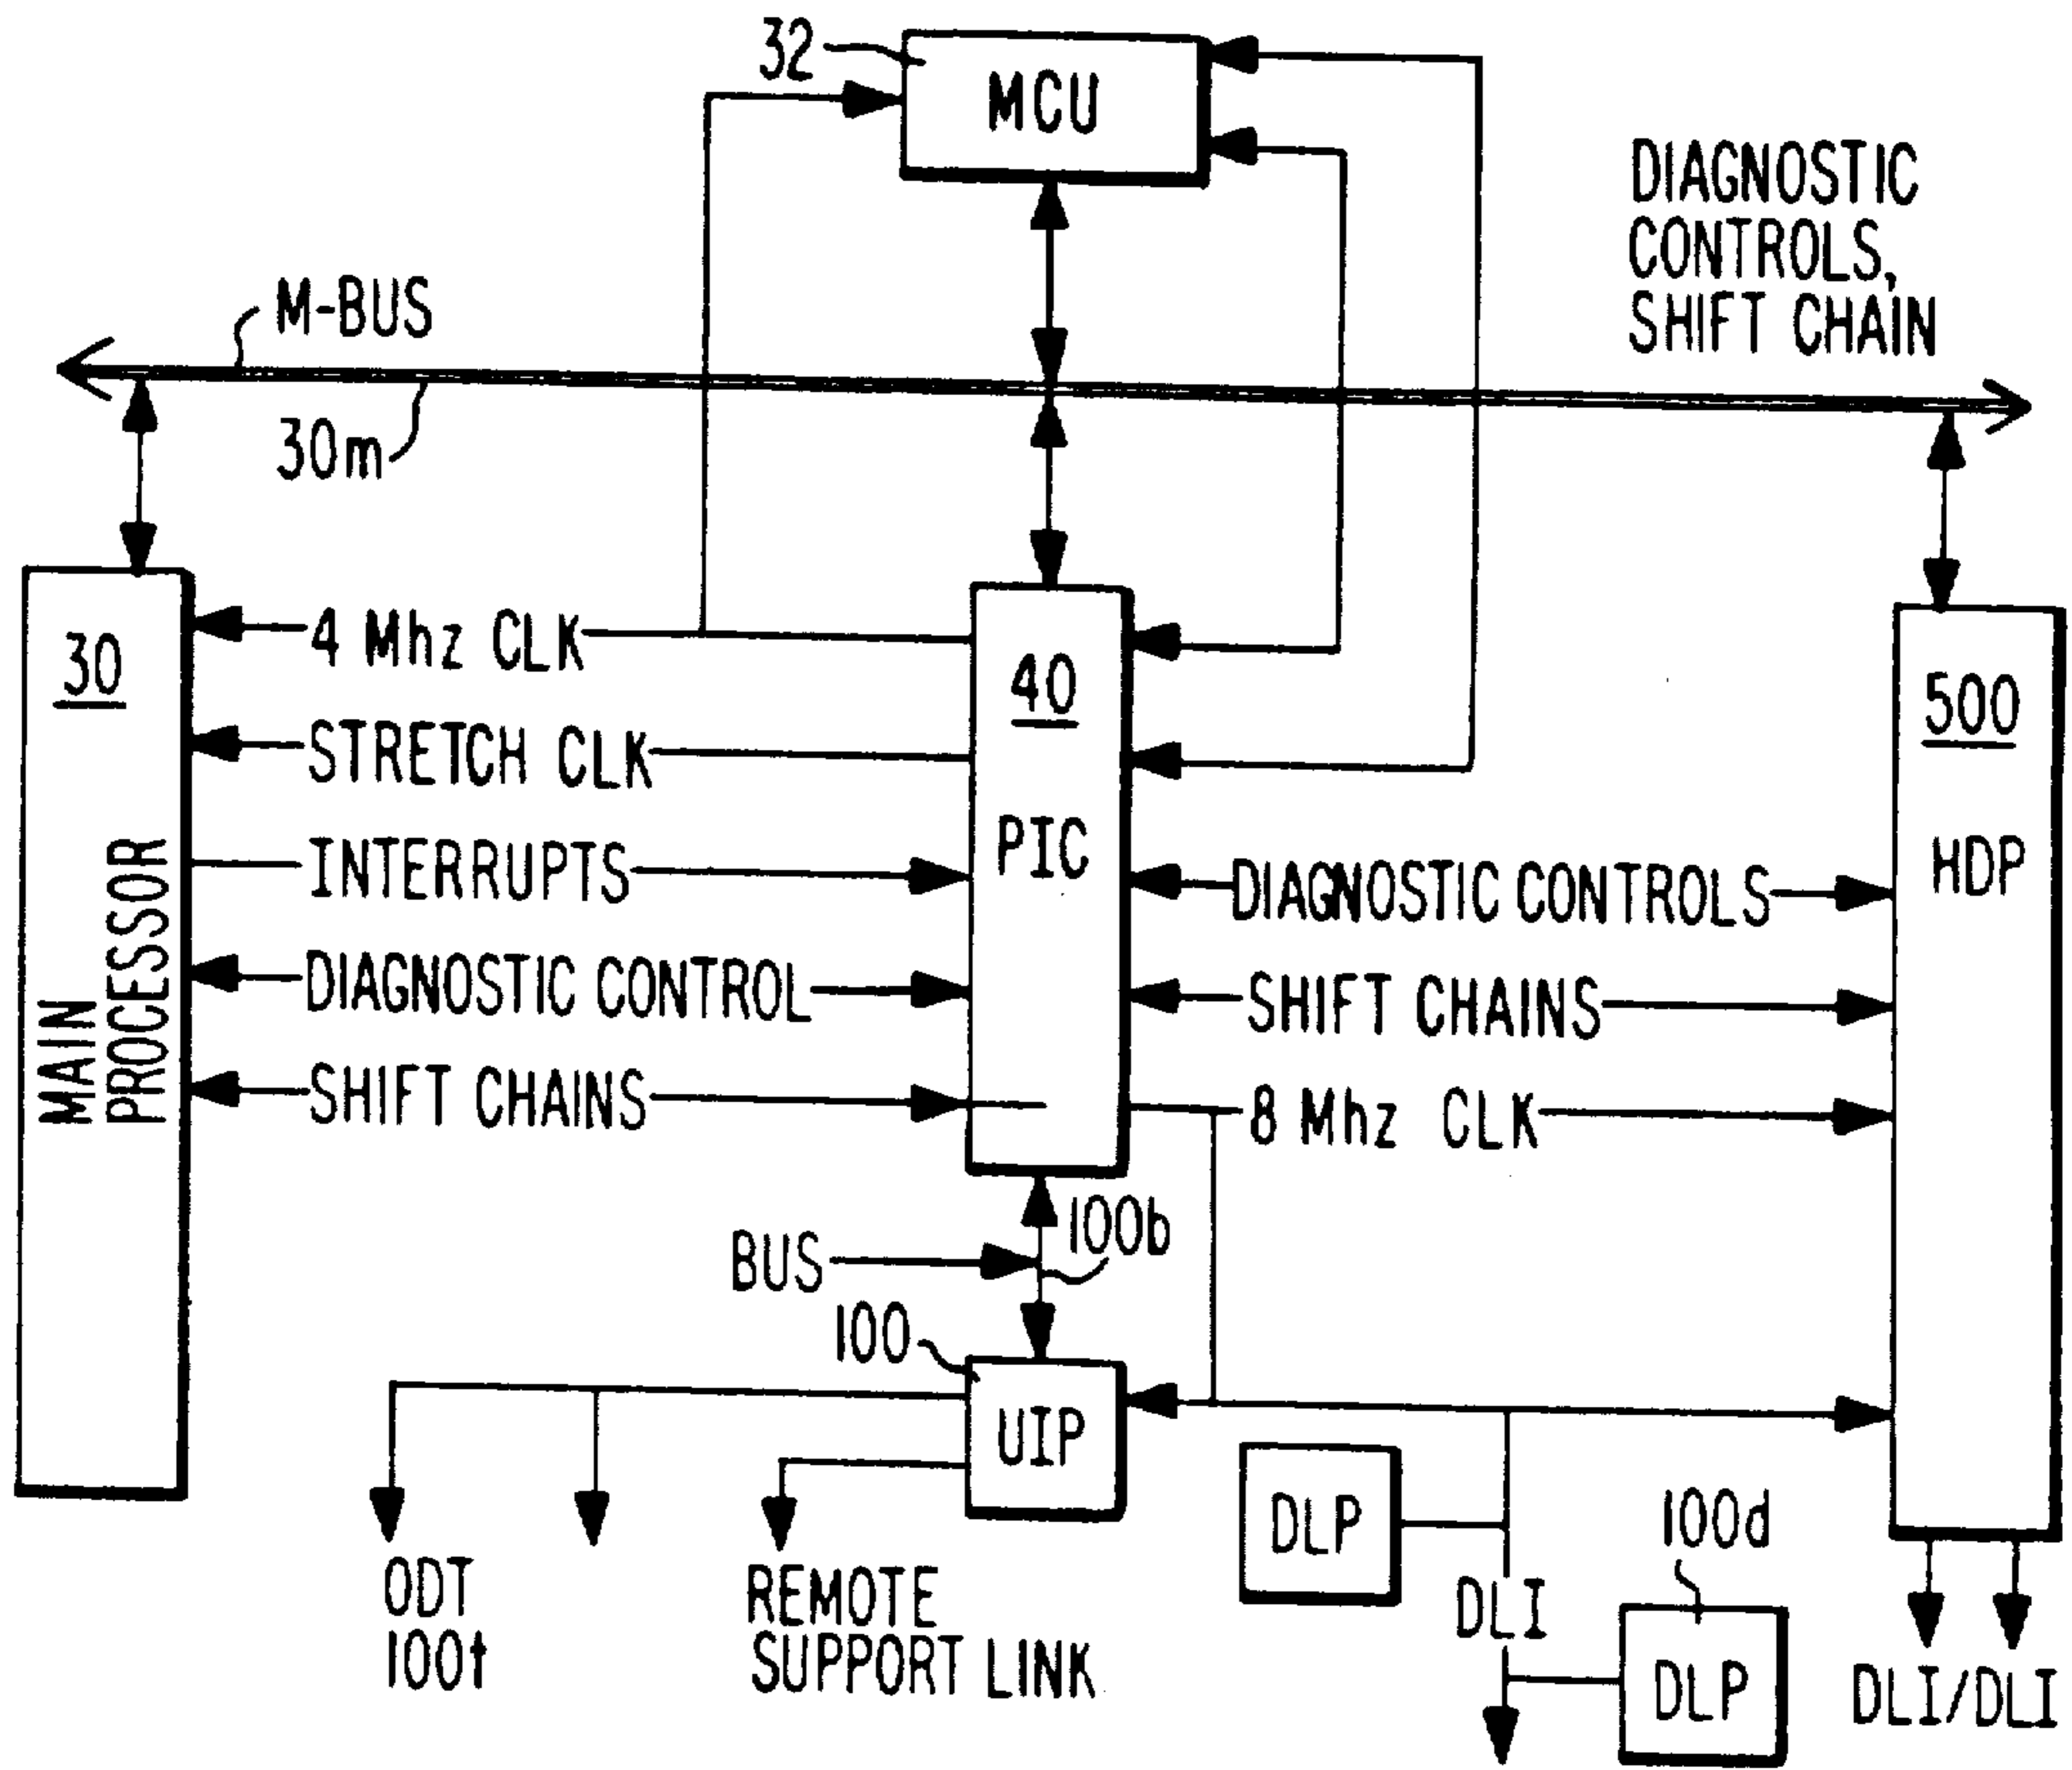 32
MCU
DIAGNOSTIC
CONTROLS,
SHIFT CHAIN
M-BUS
30m
30
MAIN
PROCESSOR
4 Mhz CLK
STRETCH CLK
INTERRUPTS
DIAGNOSTIC CONTROL
SHIFT CHAINS
40
PIC
DIAGNOSTIC CONTROLS
SHIFT CHAINS
8 Mhz CLK
500
HDP
BUS
100b
100
UIP
ODT
100t
REMOTE
SUPPORT LINK
DLP
DLI
100d
DLP
DLI/DLI